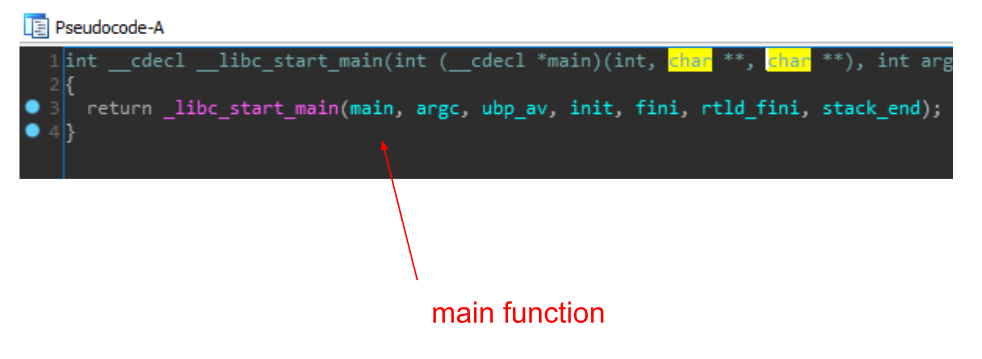 Pseudocode-A
1 int __cdecl __libc_start_main(int (__cdecl *main)(int, char **, char **), int arg
2 {
3 return _libc_start_main(main, argc, ubp_av, init, fini, rtld_fini, stack_end);
4 }
main function